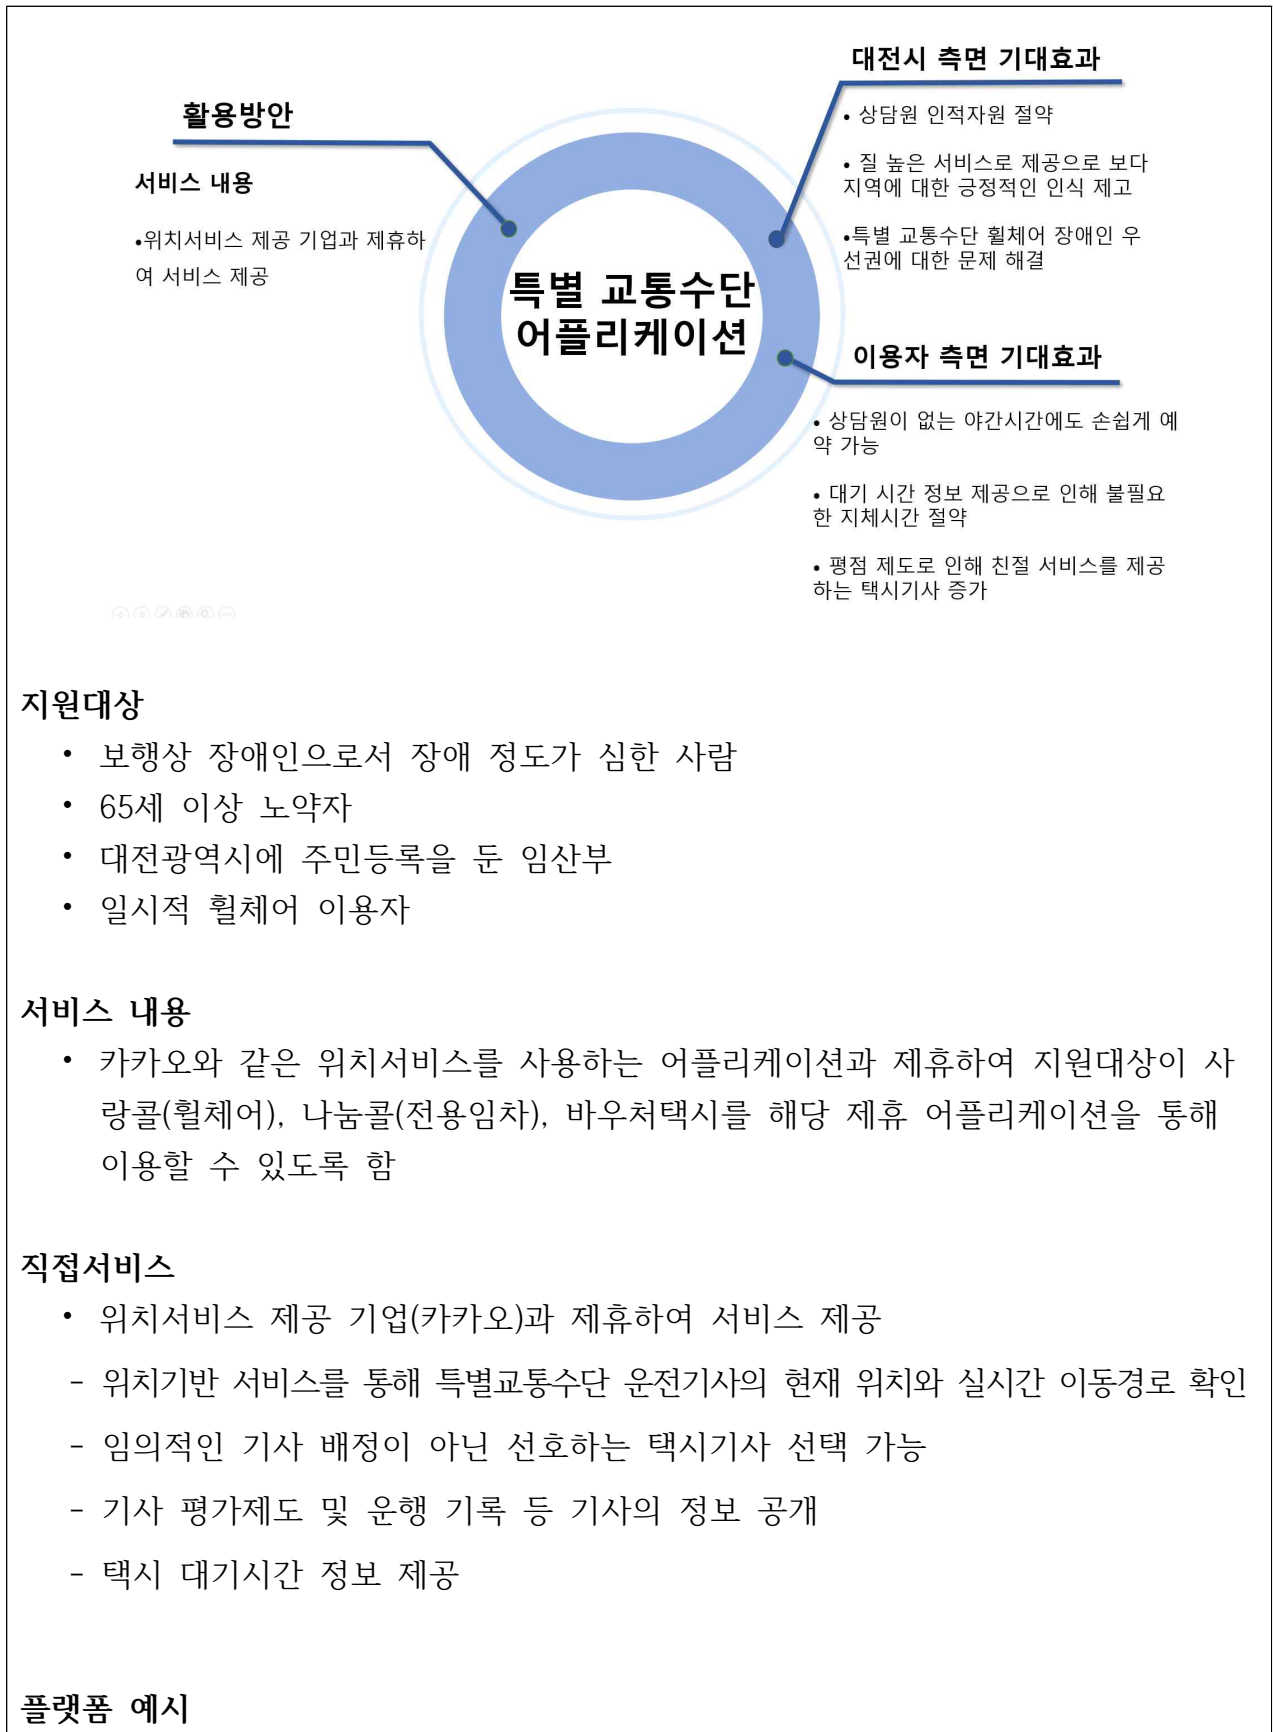 활용방안
서비스 내용
•위치서비스 제공 기업과 제휴하
여 서비스 제공
특별 교통수단
어플리케이션
대전시 측면 기대효과
• 상담원 인적자원 절약
• 질 높은 서비스로 제공으로 보다
지역에 대한 긍정적인 인식 제고
•특별 교통수단 휠체어 장애인 우
선권에 대한 문제 해결
이용자 측면 기대효과
• 상담원이 없는 야간시간에도 손쉽게 예
약 가능
• 대기 시간 정보 제공으로 인해 불필요
한 지체시간 절약
• 평점 제도로 인해 친절 서비스를 제공
하는 택시기사 증가
지원대상
• 보행상 장애인으로서 장애 정도가 심한 사람
• 65세 이상 노약자
• 대전광역시에 주민등록을 둔 임산부
• 일시적 휠체어 이용자
서비스 내용
• 카카오와 같은 위치서비스를 사용하는 어플리케이션과 제휴하여 지원대상이 사
랑콜(휠체어), 나눔콜(전용임차), 바우처택시를 해당 제휴 어플리케이션을 통해
이용할 수 있도록 함
직접서비스
• 위치서비스 제공 기업(카카오)과 제휴하여 서비스 제공
- 위치기반 서비스를 통해 특별교통수단 운전기사의 현재 위치와 실시간 이동경로 확인
- 임의적인 기사 배정이 아닌 선호하는 택시기사 선택 가능
- 기사 평가제도 및 운행 기록 등 기사의 정보 공개
- 택시 대기시간 정보 제공
플랫폼 예시